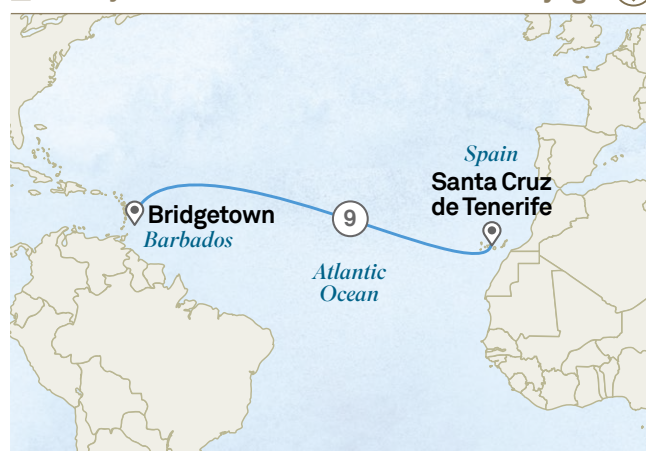 Spain
Santa Cruz
de Tenerife
Bridgetown
Barbados
9
Atlantic
Ocean